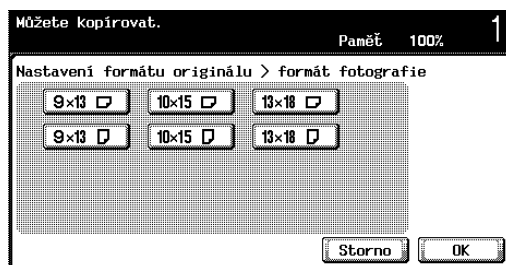 Můžete kopírovat.
Paměť 100% 1
Nastavení formátu originálu > formát fotografie
9×13 10×15 13×18
9×13 10×15 13×18
Storno OK